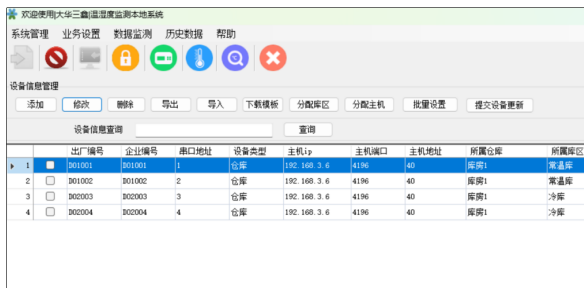 欢迎使用|大华三鑫|温湿度监测本地系统
系统管理 业务设置 数据监测 历史数据 帮助
设备信息管理
添加 修改 删除 导出 导入 下载模板 分配库区 分配主机 批量设置 提交设备更新
设备信息查询 查询
出厂编号 企业编号 串口地址 设备类型 主机ip 主机端口 主机地址 所属仓库 所属库区
1 D01001 D01001 1 仓库 192.168.3.6 4196 40 库房1 常温库
2 D01002 D01002 2 仓库 192.168.3.6 4196 40 库房1 常温库
3 D02003 D02003 3 仓库 192.168.3.6 4196 40 库房1 冷库
4 D02004 D02004 4 仓库 192.168.3.6 4196 40 库房1 冷库